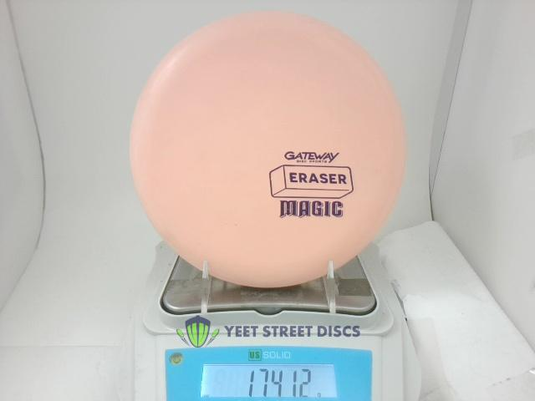 GATEWAY
DISC SPORTS
ERASER
MAGIC
YEET STREET DISCS
US SOLID
174.12